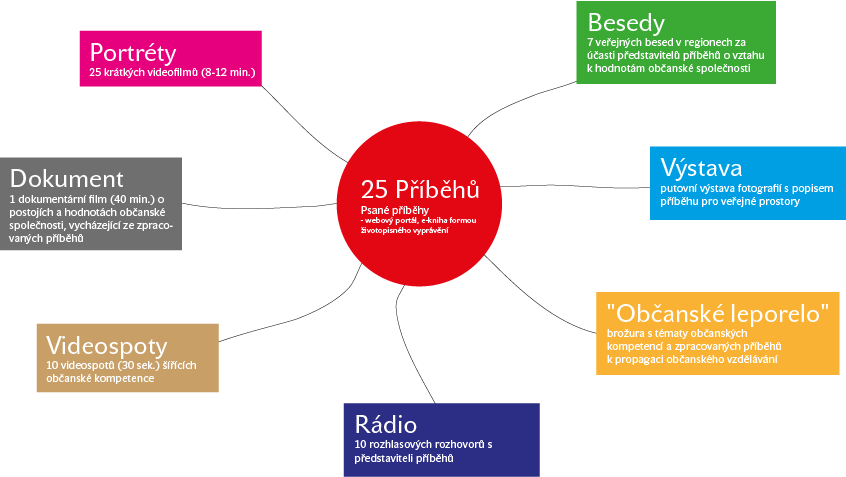 Besedy
7 veřejných besed v regionech za
účasti představitelů příběhů o vztahu
k hodnotám občanské společnosti
Portréty
25 krátkých videofilmů (8-12 min.)
Výstava
putovní výstava fotografií s popisem
příběhu pro veřejné prostory
Dokument
1 dokumentární film (40 min.) o
postojích a hodnotách občanské
společnosti, vycházející ze zpraco-
vaných příběhů
25 Příběhů
Psané příběhy
- webový portál, e-kniha formou
životopisného vyprávění
"Občanské leporelo"
brožura s tématy občanských
kompetencí a zpracovaných příběhů
k propagaci občanského vzdělávání
Videospoty
10 videospotů (30 sek.) šířících
občanské kompetence
Rádio
10 rozhlasových rozhovorů s
představiteli příběhů